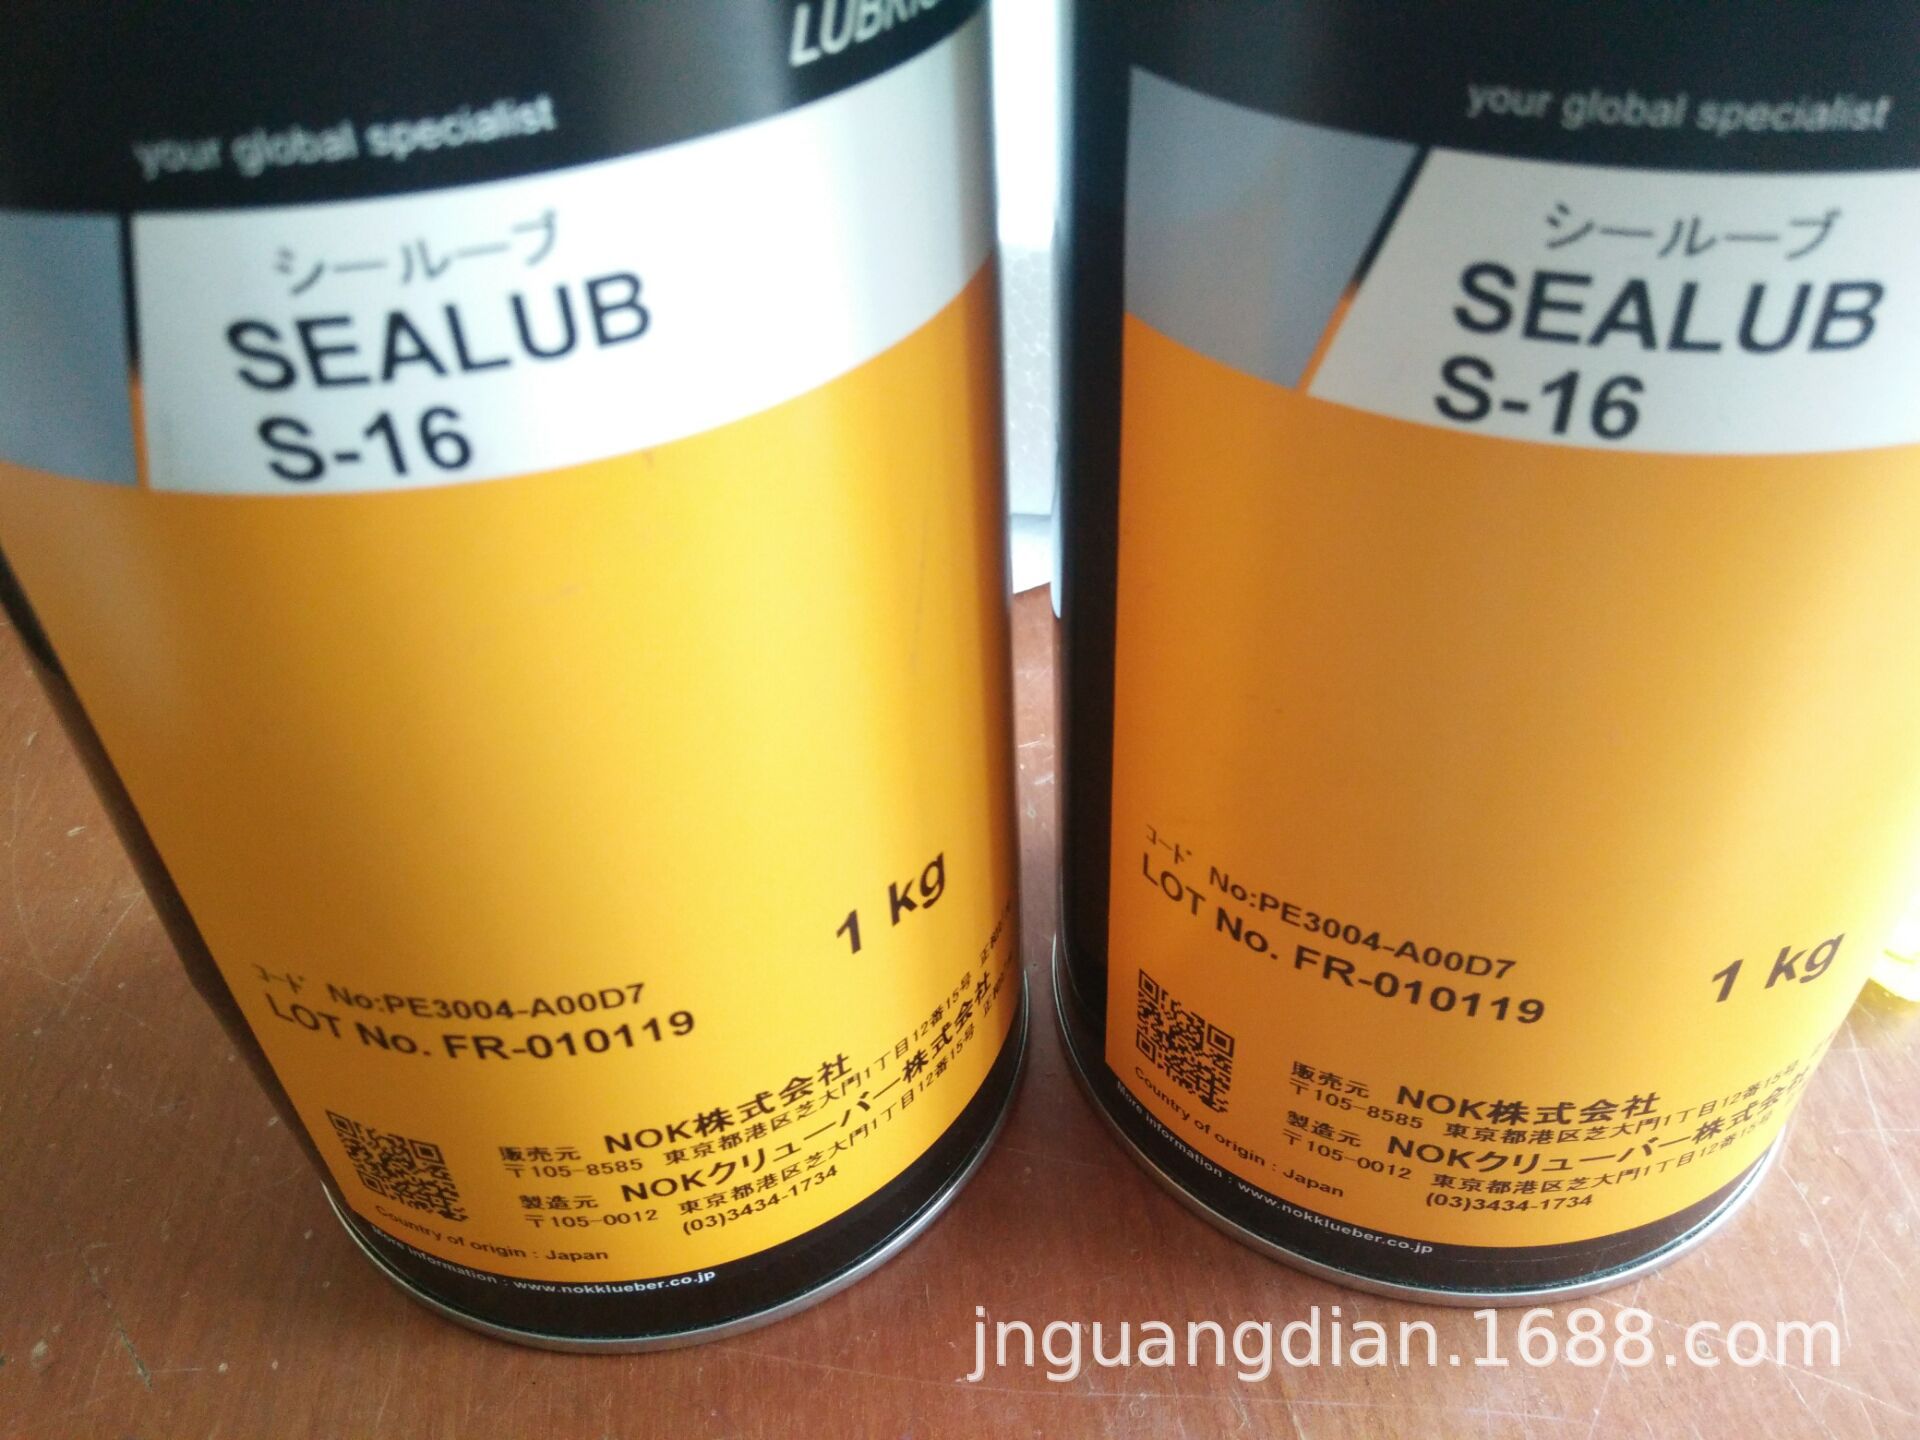 your global specialist
シールーブ
SEALUB
S-16
1 kg
コード No:PE3004-A00D7
LOT No. FR-010119
販売元 NOK株式会社
〒105-8585 東京都港区芝大門1丁目12番15号
製造元 NOKクリューバー株式会社
〒105-0012 東京都港区芝大門1丁目12番15号
(03)3434-1734
Country of origin : Japan
More information : www.nokklueber.co.jp
your global specialist
シールーブ
SEALUB
S-16
コード No:PE3004-A00D7
LOT No. FR-010119
1 kg
販売元 NOK株式会社
〒105-8585 東京都港区芝大門1丁目12番15号
製造元 NOKクリューバー株式会社
〒105-0012 東京都港区芝大門1丁目12番15号
(03)3434-1734
Country of origin : Japan
More information : www.nokklueber.co.jp
jnguangdian.1688.com